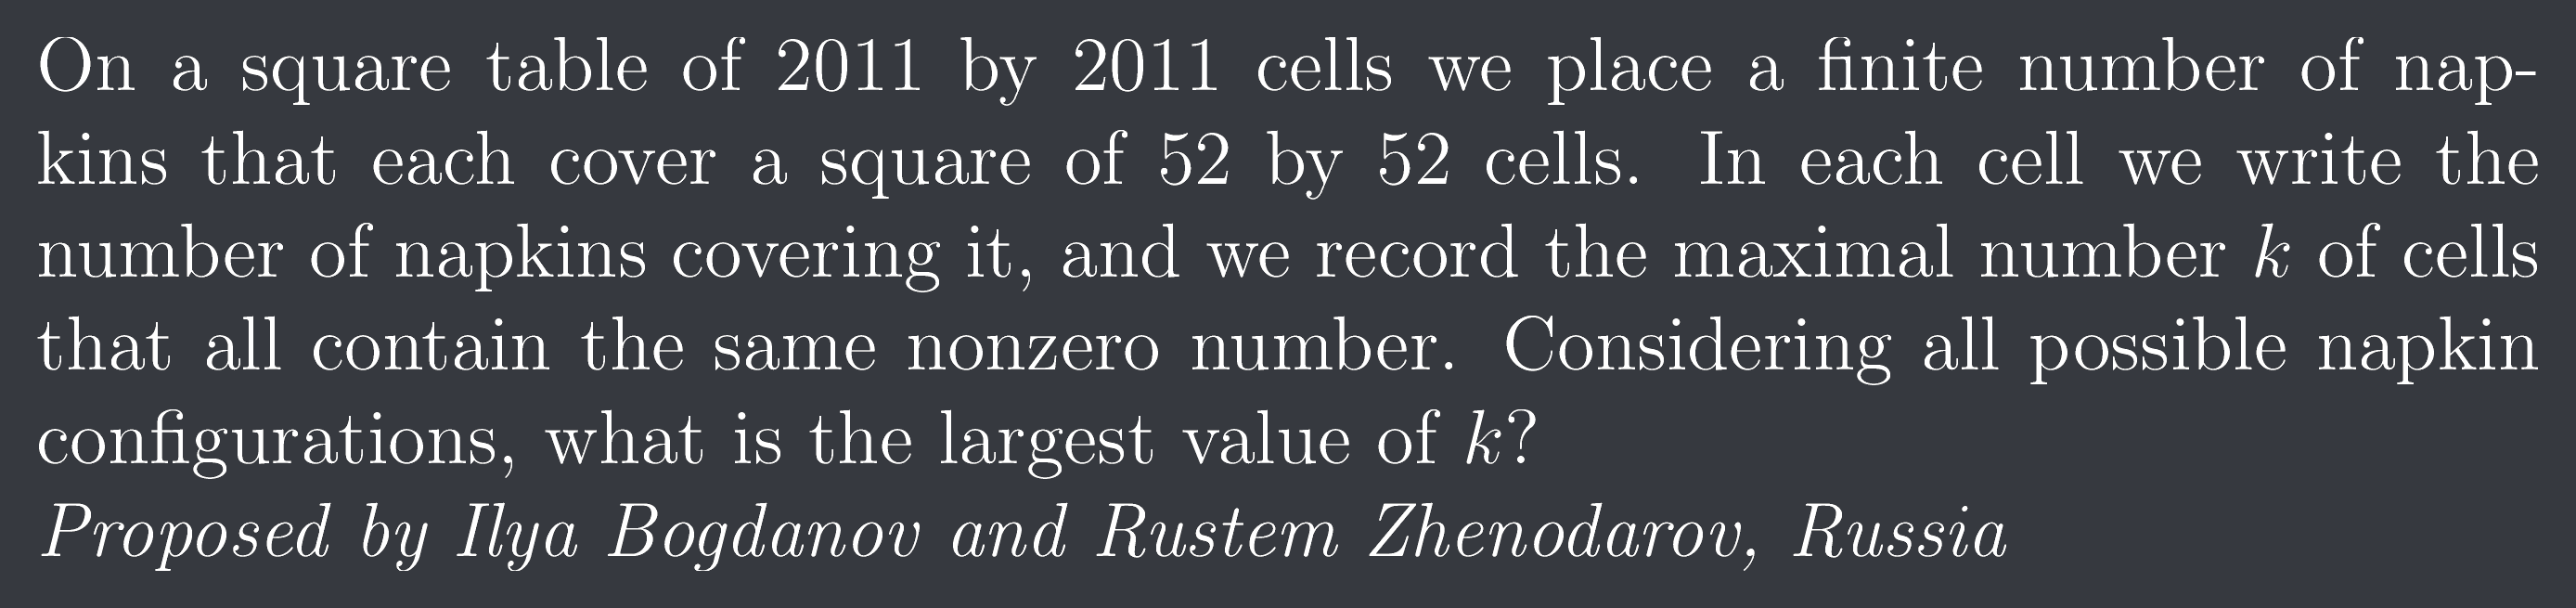 On a square table of 2011 by 2011 cells we place a finite number of nap-
kins that each cover a square of 52 by 52 cells. In each cell we write the
number of napkins covering it, and we record the maximal number k of cells
that all contain the same nonzero number. Considering all possible napkin
configurations, what is the largest value of k?
Proposed by Ilya Bogdanov and Rustem Zhenodarov, Russia